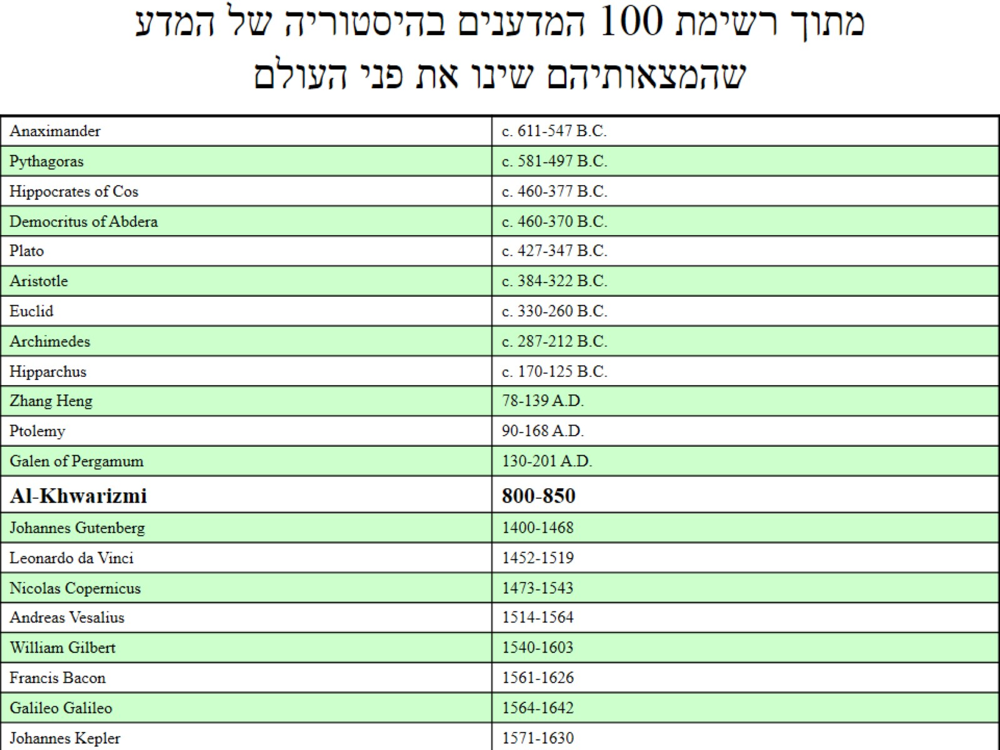 מתוך רשימת 100 המדענים בהיסטוריה של המדע
שהמצאותיהם שינו את פני העולם
Anaximander c. 611-547 B.C.
Pythagoras c. 581-497 B.C.
Hippocrates of Cos c. 460-377 B.C.
Democritus of Abdera c. 460-370 B.C.
Plato c. 427-347 B.C.
Aristotle c. 384-322 B.C.
Euclid c. 330-260 B.C.
Archimedes c. 287-212 B.C.
Hipparchus c. 170-125 B.C.
Zhang Heng 78-139 A.D.
Ptolemy 90-168 A.D.
Galen of Pergamum 130-201 A.D.
Al-Khwarizmi 800-850
Johannes Gutenberg 1400-1468
Leonardo da Vinci 1452-1519
Nicolas Copernicus 1473-1543
Andreas Vesalius 1514-1564
William Gilbert 1540-1603
Francis Bacon 1561-1626
Galileo Galileo 1564-1642
Johannes Kepler 1571-1630